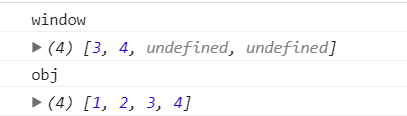 window
▶ (4) [3, 4, undefined, undefined]
obj
▶ (4) [1, 2, 3, 4]